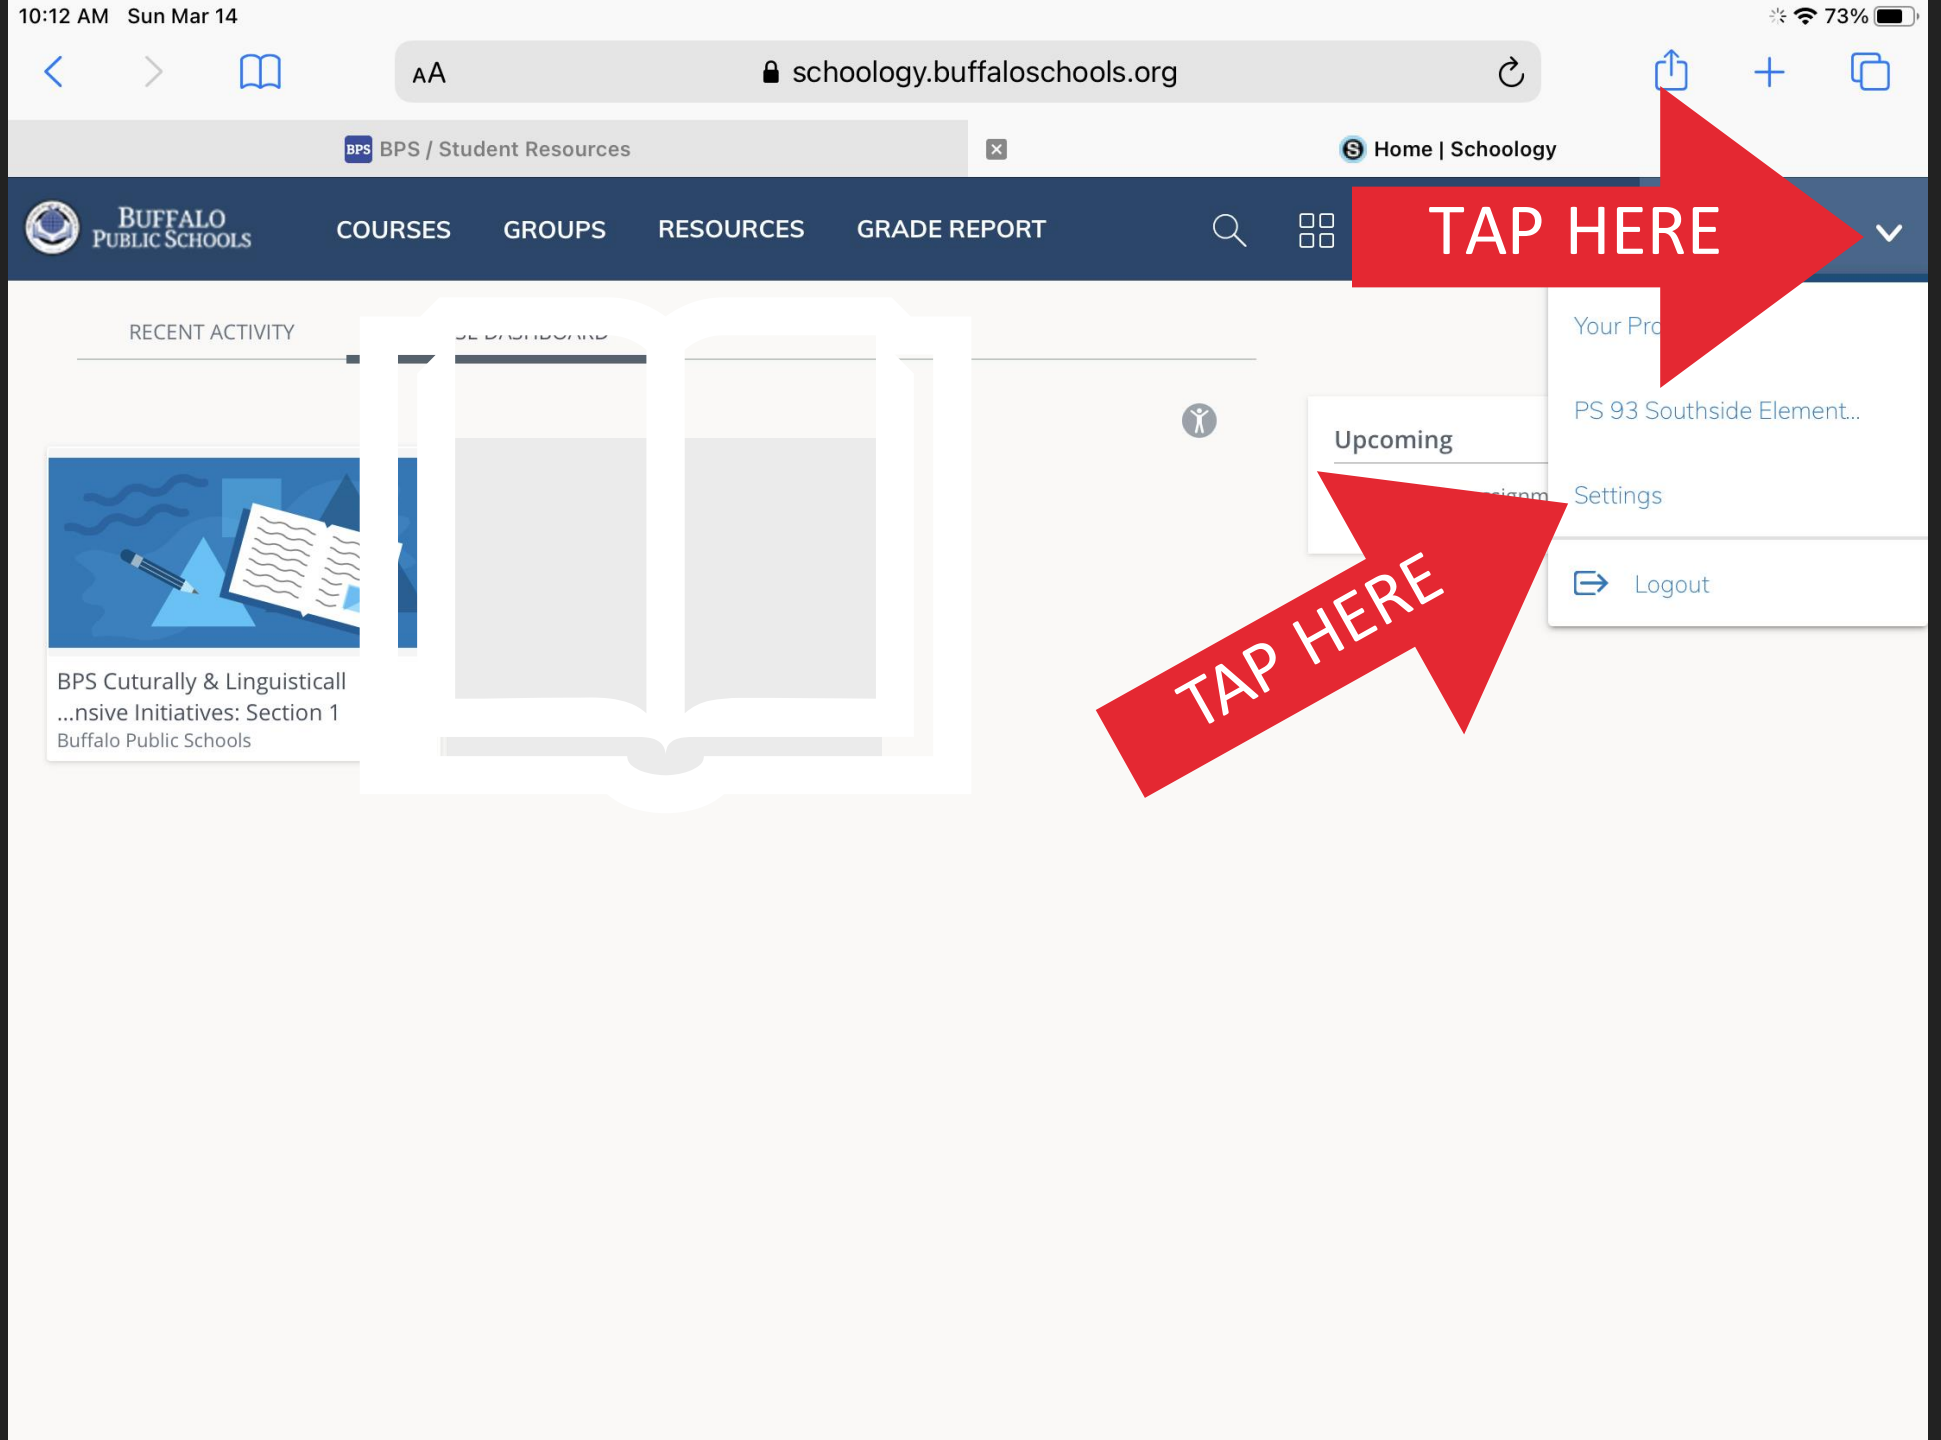 10:12 AM Sun Mar 14
73%
AA
schoology.buffaloschools.org
BPS BPS / Student Resources
S Home | Schoology
BUFFALO
PUBLIC SCHOOLS
COURSES GROUPS RESOURCES GRADE REPORT
TAP HERE
RECENT ACTIVITY
DASHBOARD
Your
PS 93 Southside Element...
Upcoming
Settings
TAP HERE
Logout
BPS Cuturally & Linguisticall
...nsive Initiatives: Section 1
Buffalo Public Schools